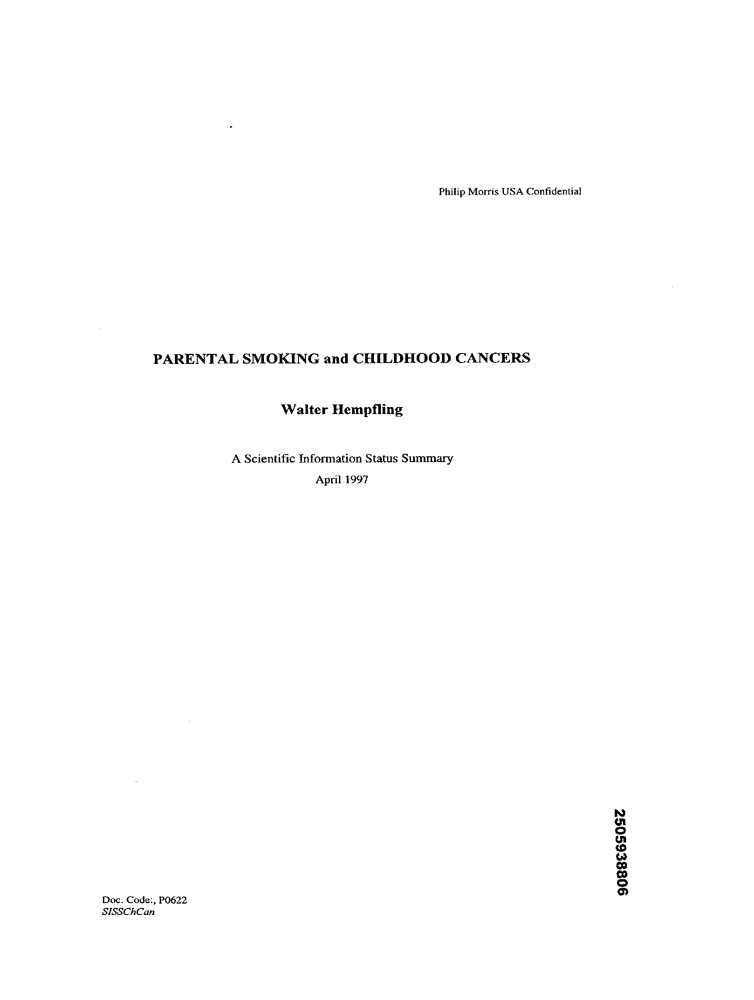 Philip Morris USA Confidential
PARENTAL SMOKING and CHILDHOOD CANCERS
Walter Hempfling
A Scientific Information Status Summary
April 1997
2505938806
Doc. Code:, P0622
SISSChCan